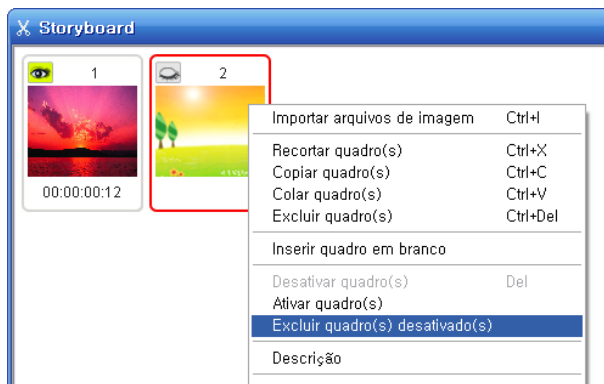 Storyboard
1
2
00:00:00:12
Importar arquivos de imagem Ctrl+I
Recortar quadro(s) Ctrl+X
Copiar quadro(s) Ctrl+C
Colar quadro(s) Ctrl+V
Excluir quadro(s) Ctrl+Del
Inserir quadro em branco
Desativar quadro(s) Del
Ativar quadro(s)
Excluir quadro(s) desativado(s)
Descrição